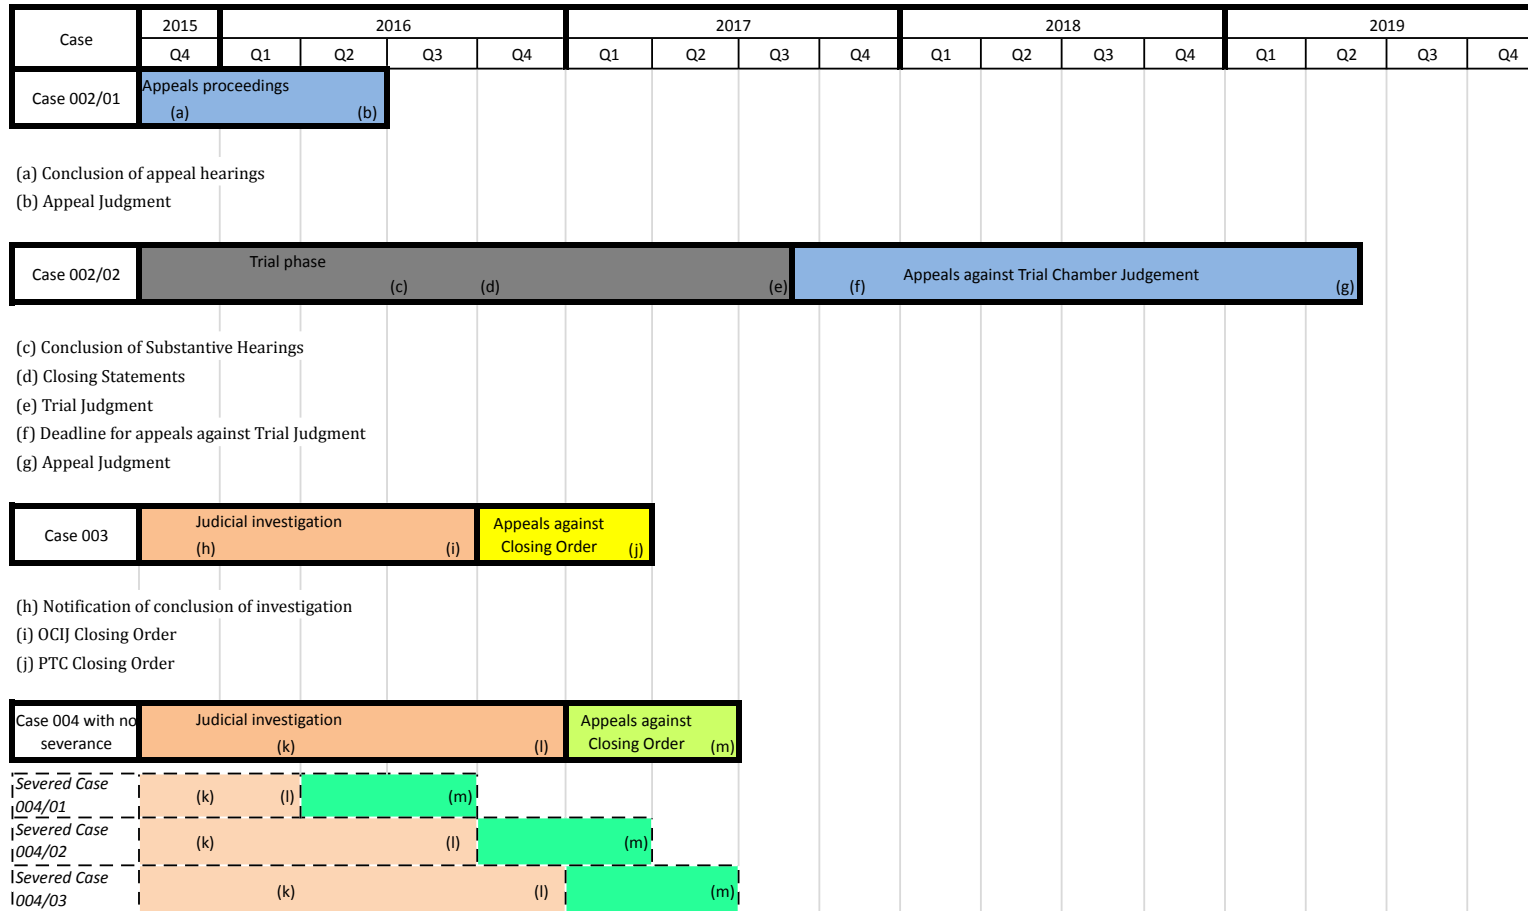 Case 2015 2016 2017 2018 2019
Q4 Q1 Q2 Q3 Q4 Q1 Q2 Q3 Q4 Q1 Q2 Q3 Q4 Q1 Q2 Q3 Q4
Case 002/01 Appeals proceedings
(a) (b)
(a) Conclusion of appeal hearings
(b) Appeal Judgment
Case 002/02 Trial phase Appeals against Trial Chamber Judgement
(c) (d) (e) (f) (g)
(c) Conclusion of Substantive Hearings
(d) Closing Statements
(e) Trial Judgment
(f) Deadline for appeals against Trial Judgment
(g) Appeal Judgment
Case 003 Judicial investigation Appeals against
(h) (i) Closing Order (j)
(h) Notification of conclusion of investigation
(i) OCIJ Closing Order
(j) PTC Closing Order
Case 004 with no Judicial investigation Appeals against
severance (k) (l) Closing Order (m)
Severed Case
004/01 (k) (l) (m)
Severed Case
004/02 (k) (l) (m)
Severed Case
004/03 (k) (l) (m)